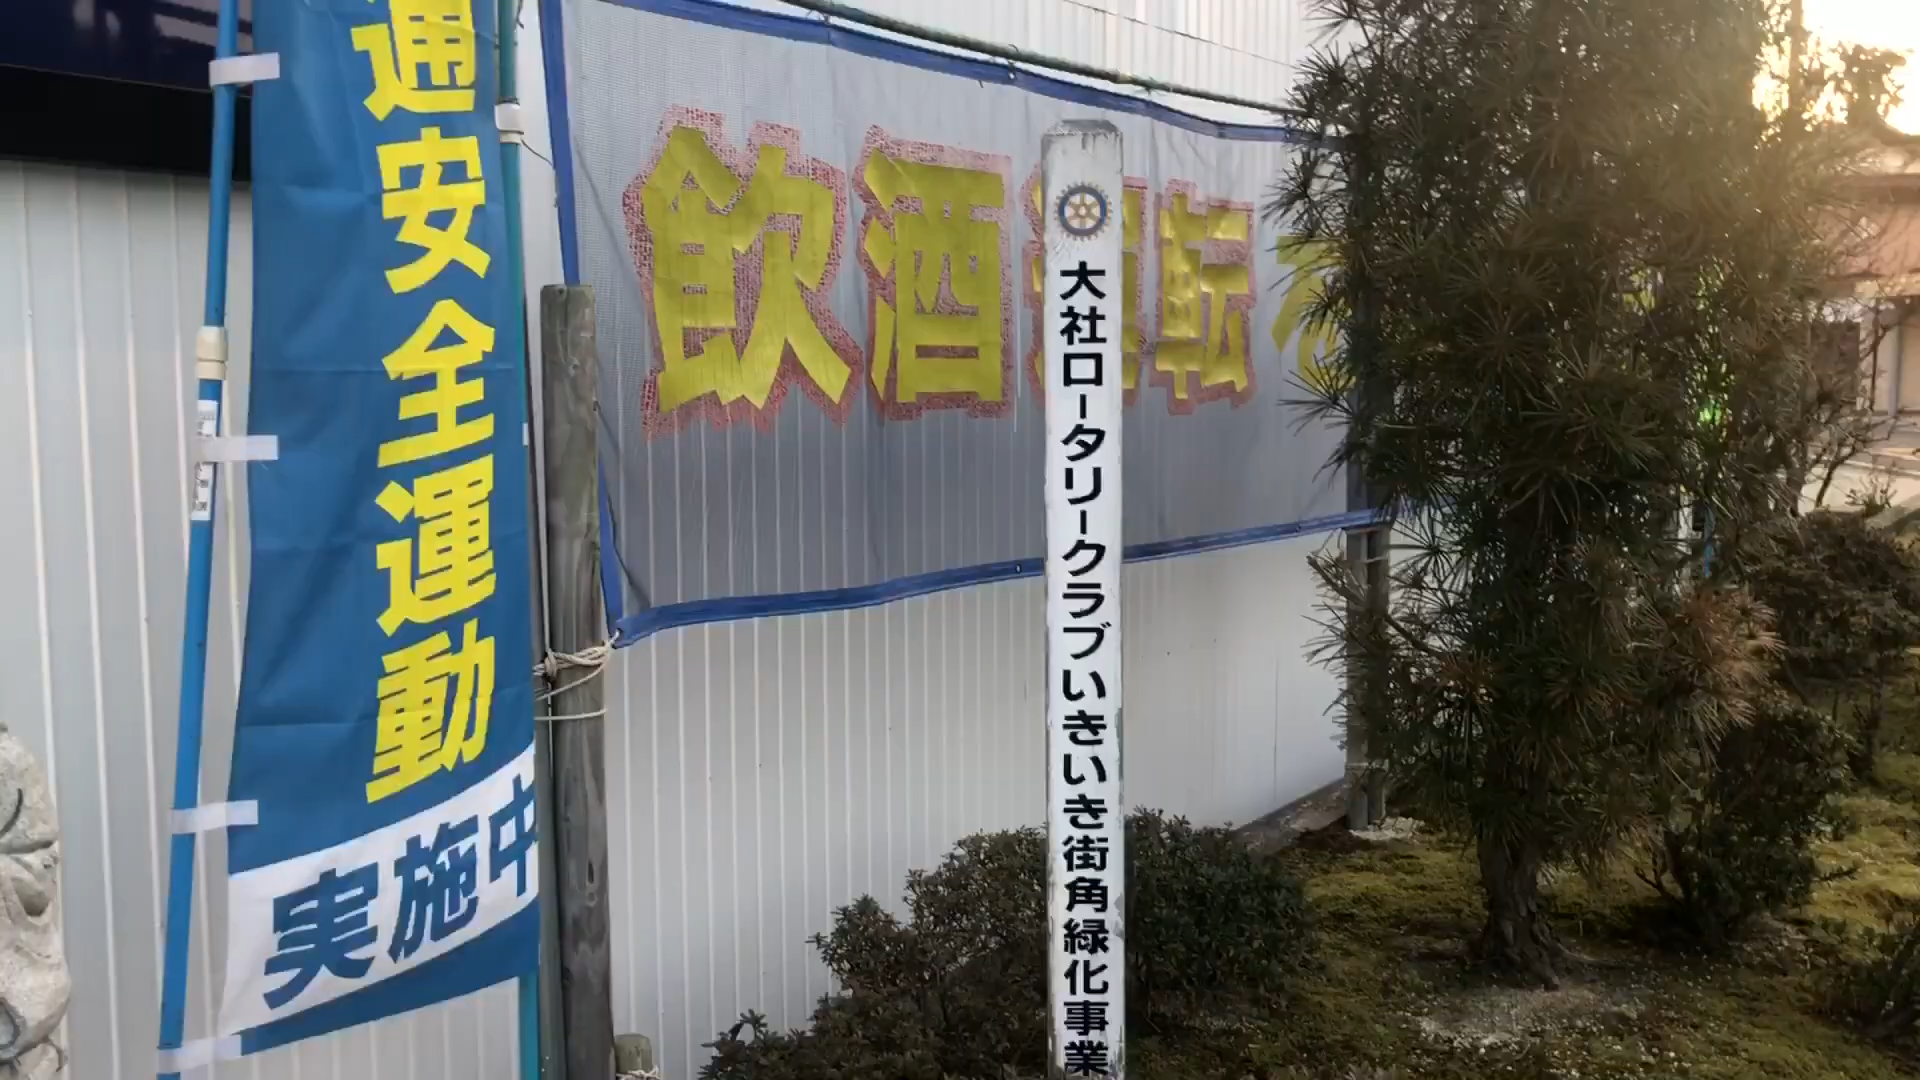 通安全運動
実施中
飲酒運転
大社ロータリークラブいきいき街角緑化事業